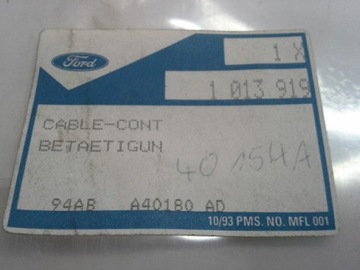 Ford
1 X
1 013 919
CABLE-CONT
BETAETIGUN
40154A
94AB A40180 AD
10/93 PMS. NO. MFL 001